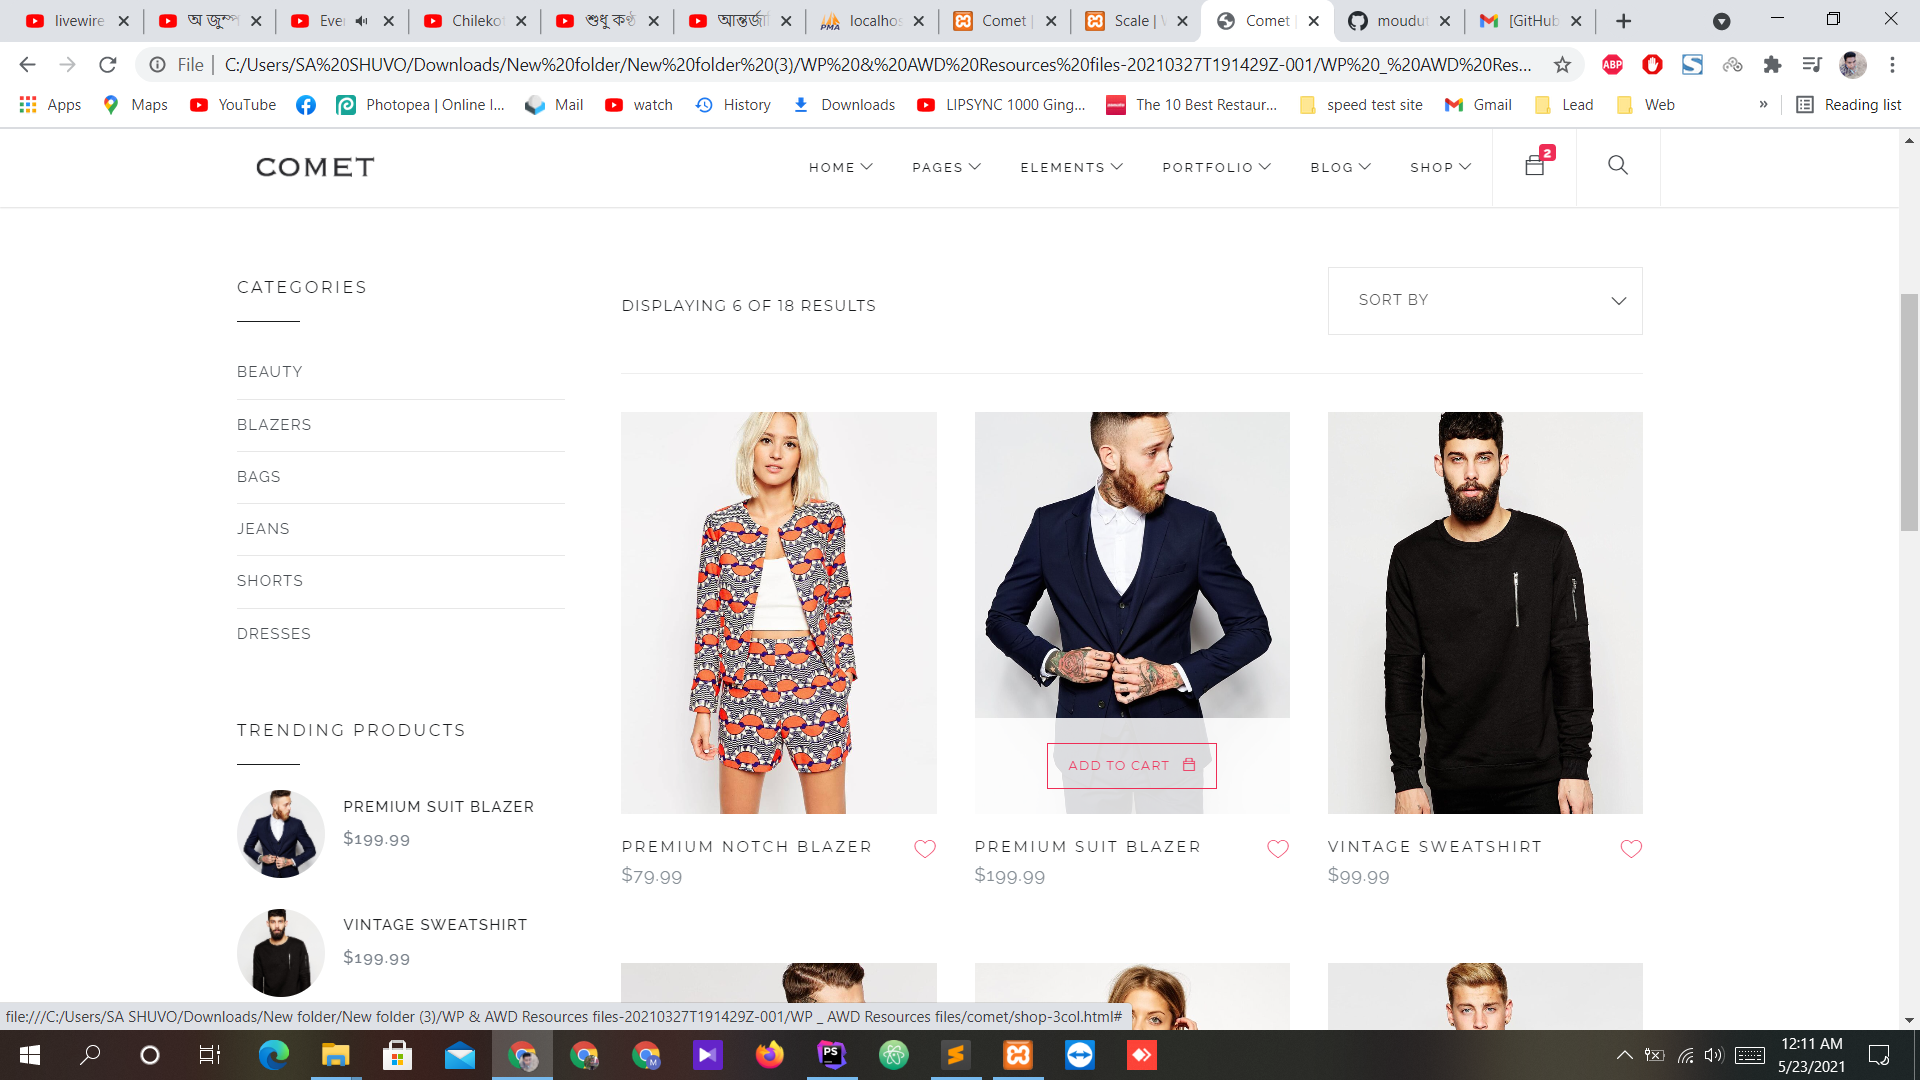 livewire
অ জুম্প
Ever
Chileko
শুধু কণ্ঠ
আন্তর্জা
localhos
Comet |
Scale | W
Comet |
moudut
[GitHub
File | C:/Users/SA%20SHUVO/Downloads/New%20folder/New%20folder%20(3)/WP%20&%20AWD%20Resources%20files-20210327T191429Z-001/WP%20_%20AWD%20Res...
ABP
Apps Maps YouTube Photopea | Online I... Mail watch History Downloads LIPSYNC 1000 Ging... The 10 Best Restaur... speed test site Gmail Lead Web » Reading list
COMET
HOME PAGES ELEMENTS PORTFOLIO BLOG SHOP 2
CATEGORIES
BEAUTY
BLAZERS
BAGS
JEANS
SHORTS
DRESSES
TRENDING PRODUCTS
PREMIUM SUIT BLAZER
$199.99
VINTAGE SWEATSHIRT
$199.99
DISPLAYING 6 OF 18 RESULTS
SORT BY
ADD TO CART
PREMIUM NOTCH BLAZER
$79.99
PREMIUM SUIT BLAZER
$199.99
VINTAGE SWEATSHIRT
$99.99
file:///C:/Users/SA SHUVO/Downloads/New folder/New folder (3)/WP & AWD Resources files-20210327T191429Z-001/WP _ AWD Resources files/comet/shop-3col.html#
12:11 AM
5/23/2021